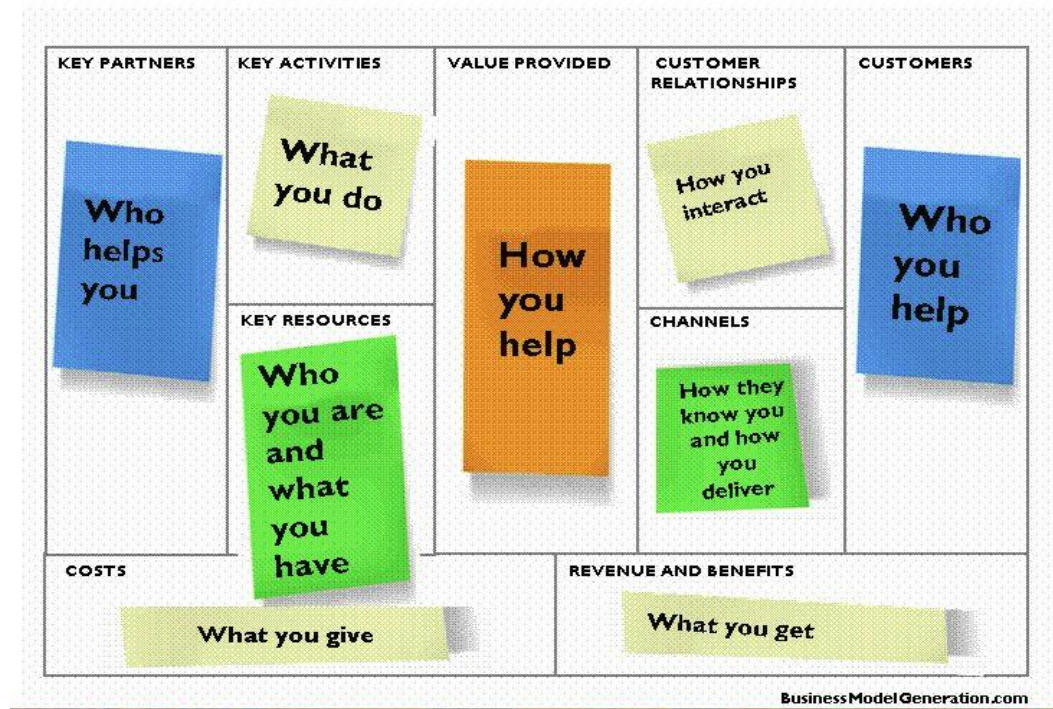 KEY PARTNERS
Who
helps
you
KEY ACTIVITIES
What
you do
KEY RESOURCES
Who
you are
and
what
you
have
VALUE PROVIDED
How
you
help
CUSTOMER
RELATIONSHIPS
How you
interact
CHANNELS
How they
know you
and how
you
deliver
CUSTOMERS
Who
you
help
COSTS
What you give
REVENUE AND BENEFITS
What you get
BusinessModelGeneration.com